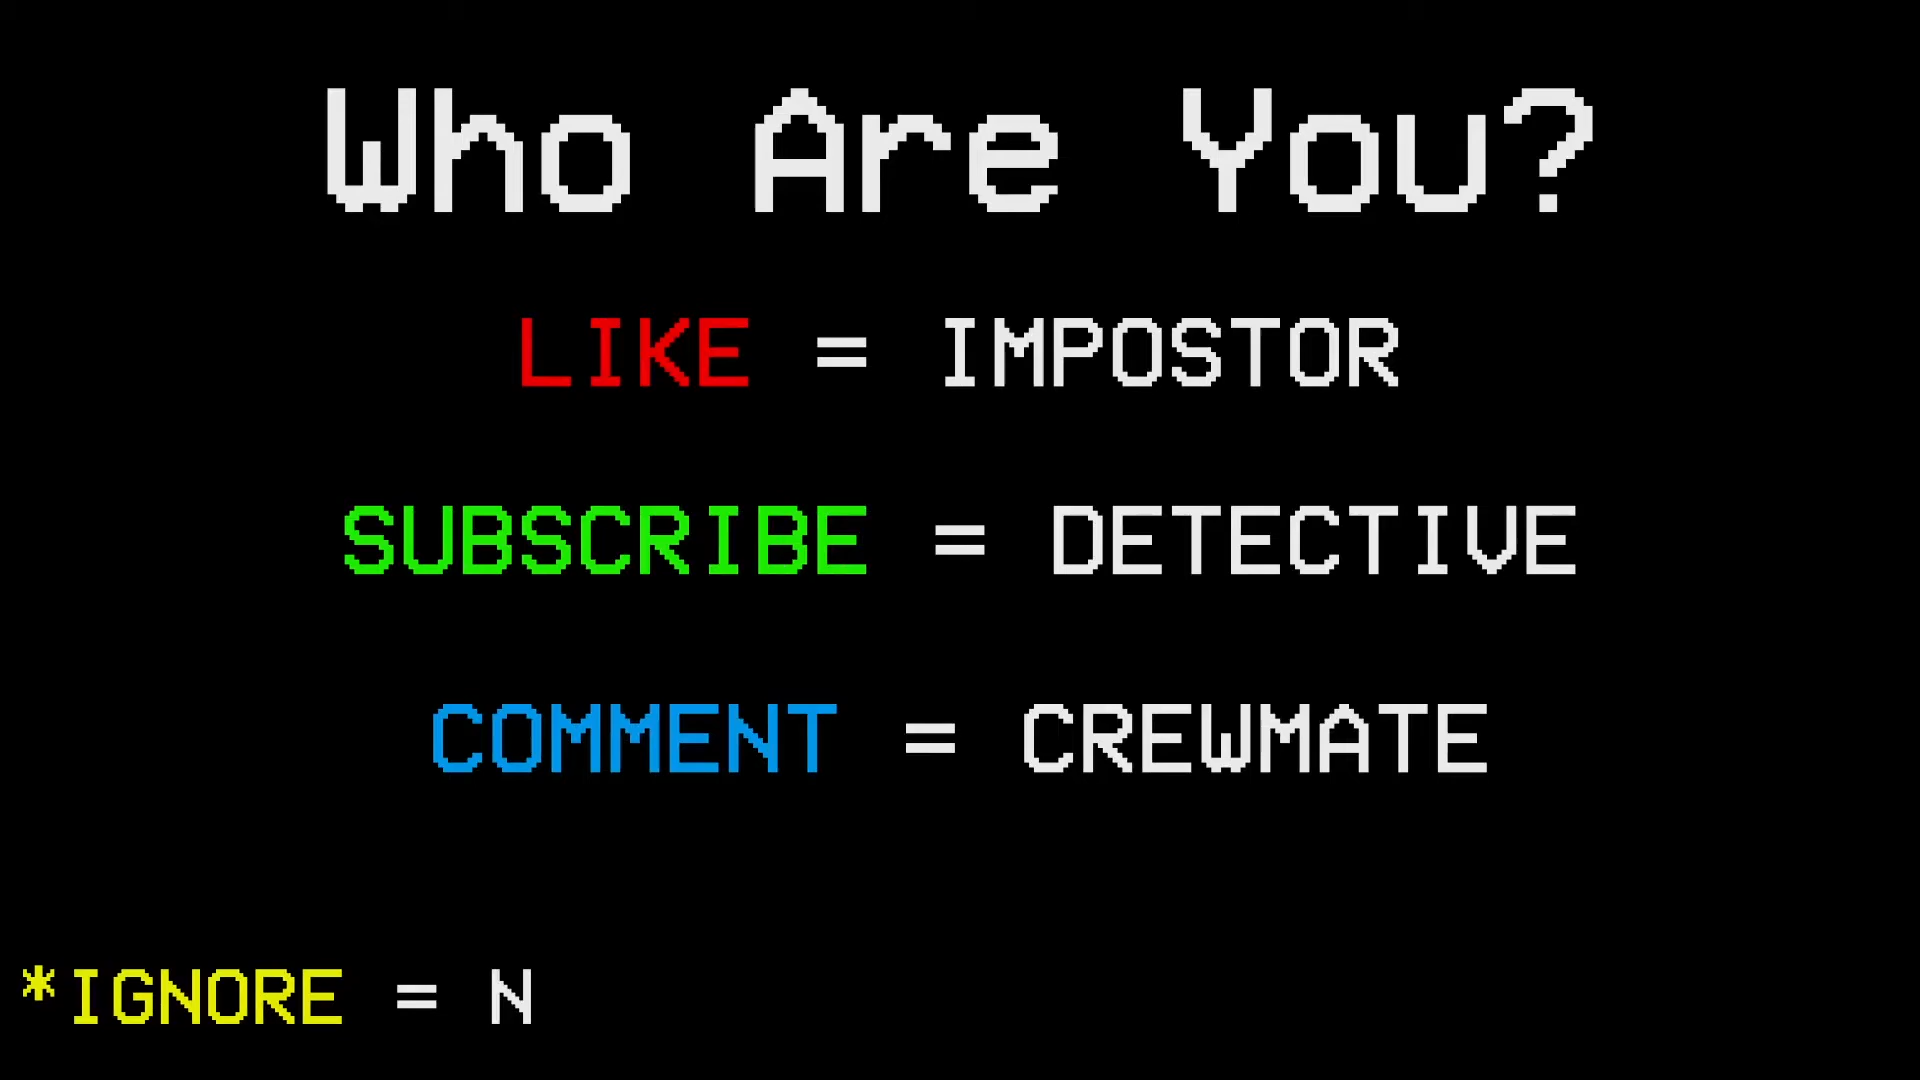 Who Are You?
LIKE = IMPOSTOR
SUBSCRIBE = DETECTIVE
COMMENT = CREWMATE
*IGNORE = N